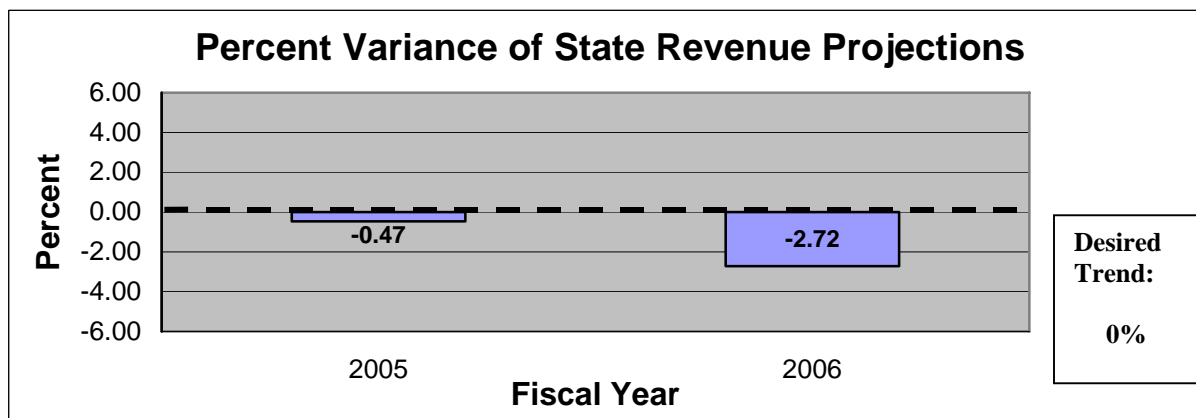 Percent Variance of State Revenue Projections
Percent
6.00
4.00
2.00
0.00
-2.00
-4.00
-6.00
-0.47
-2.72
2005
2006
Fiscal Year
Desired
Trend:
0%